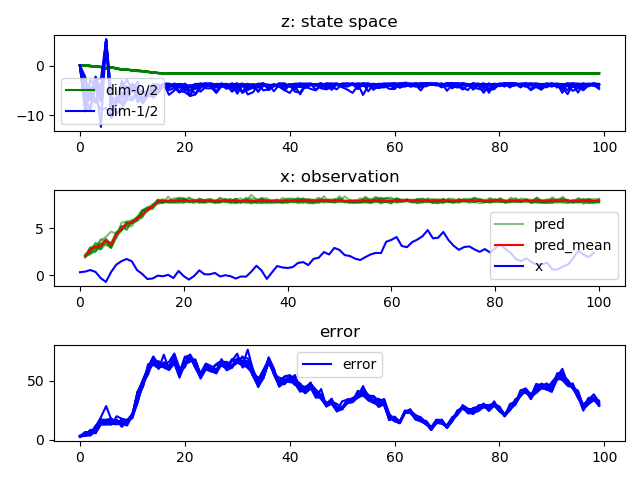 z: state space
0
−10
dim-0/2
dim-1/2
0 20 40 60 80 100
x: observation
5
0
pred
pred_mean
x
0 20 40 60 80 100
error
50
0
error
0 20 40 60 80 100